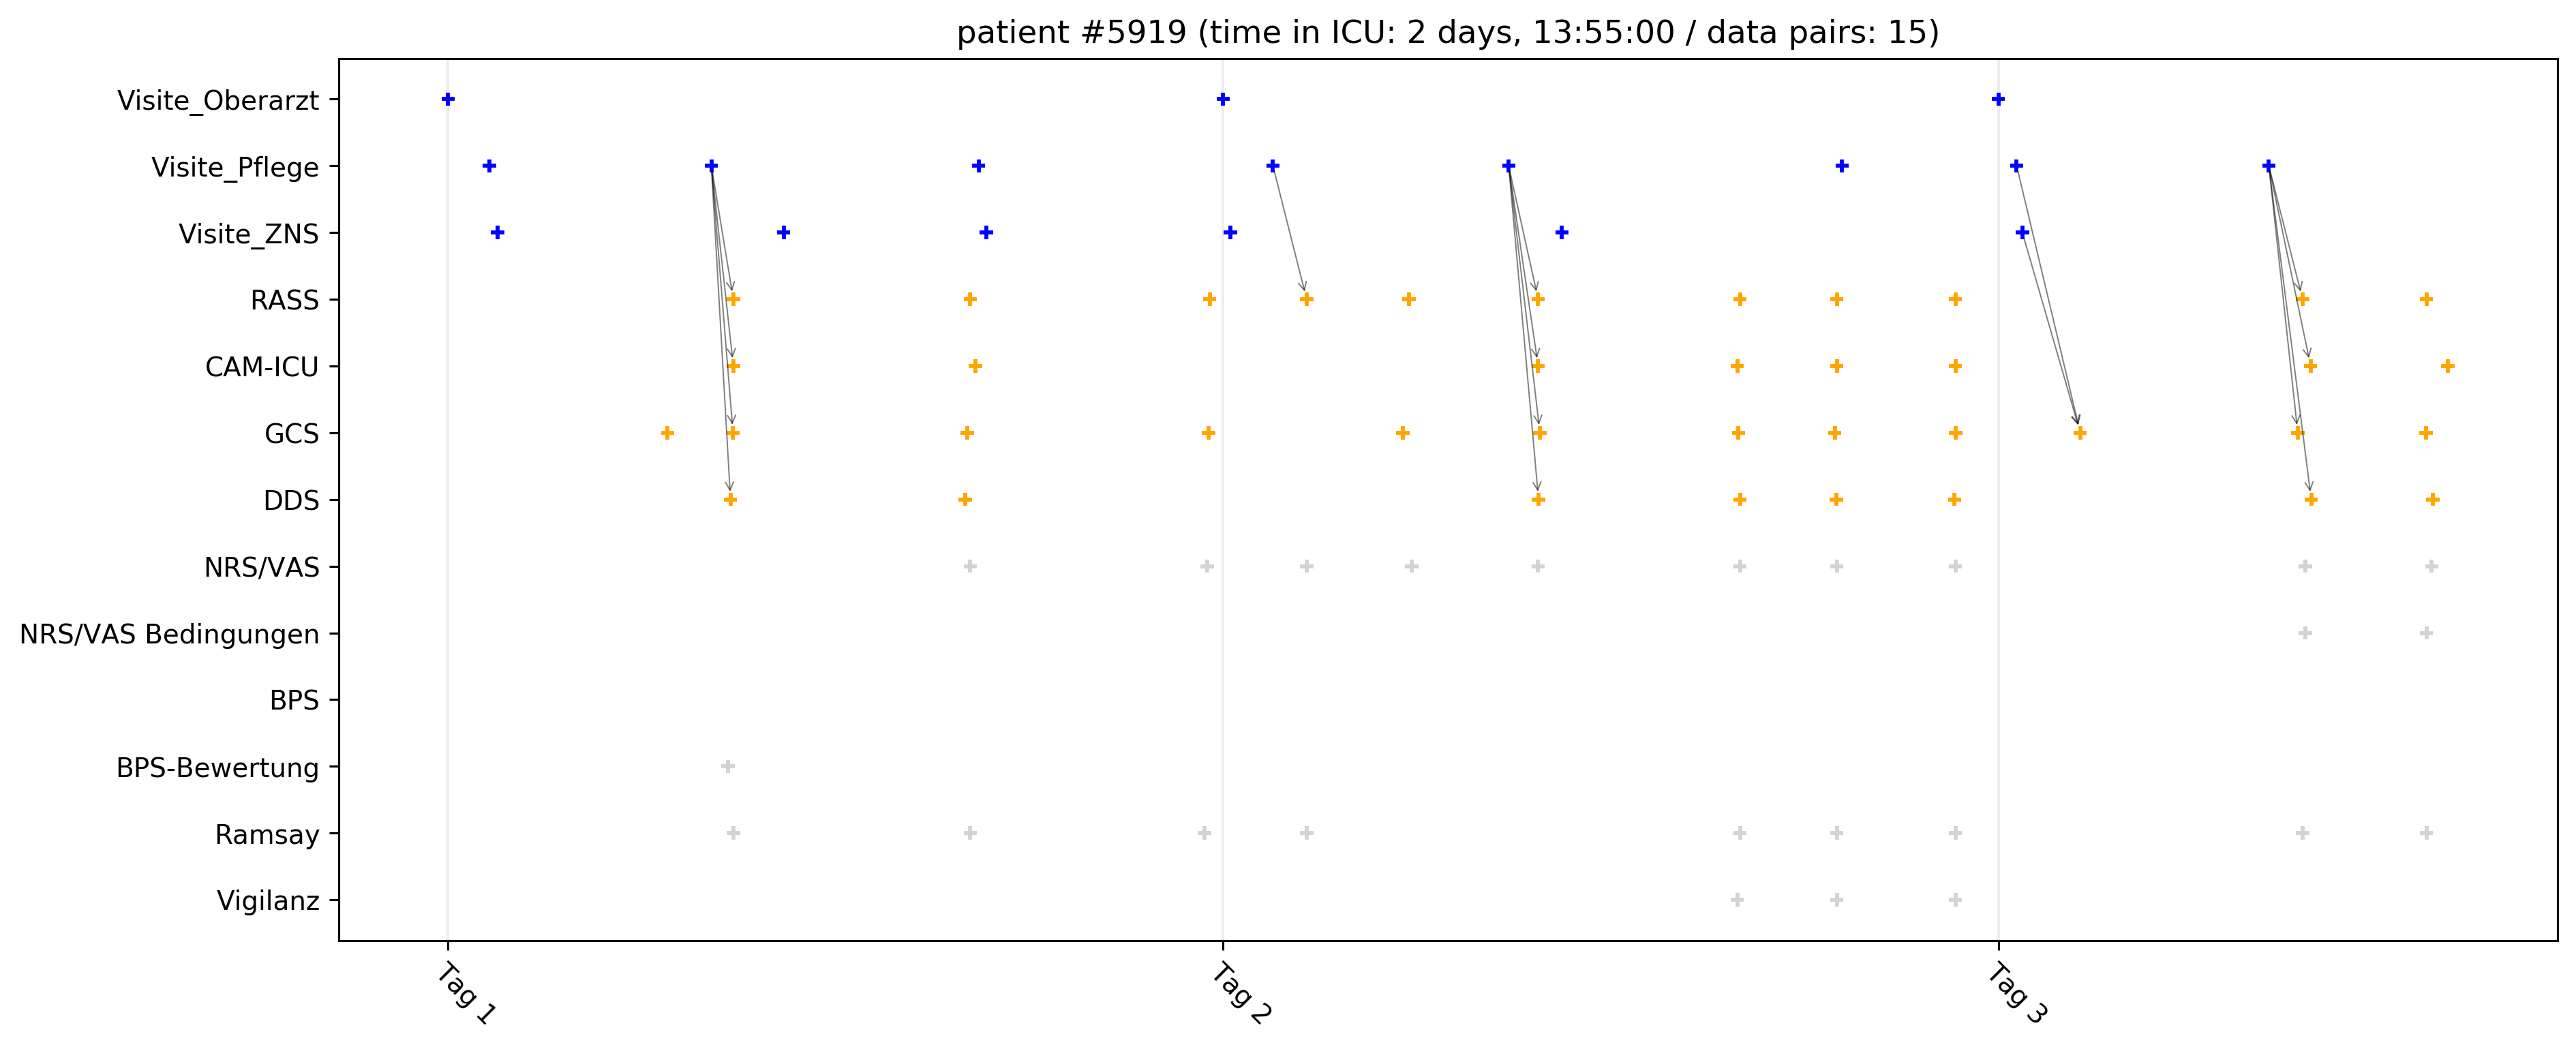 patient #5919 (time in ICU: 2 days, 13:55:00 / data pairs: 15)
Visite_Oberarzt
Visite_Pflege
Visite_ZNS
RASS
CAM-ICU
GCS
DDS
NRS/VAS
NRS/VAS Bedingungen
BPS
BPS-Bewertung
Ramsay
Vigilanz
Tag 1
Tag 2
Tag 3